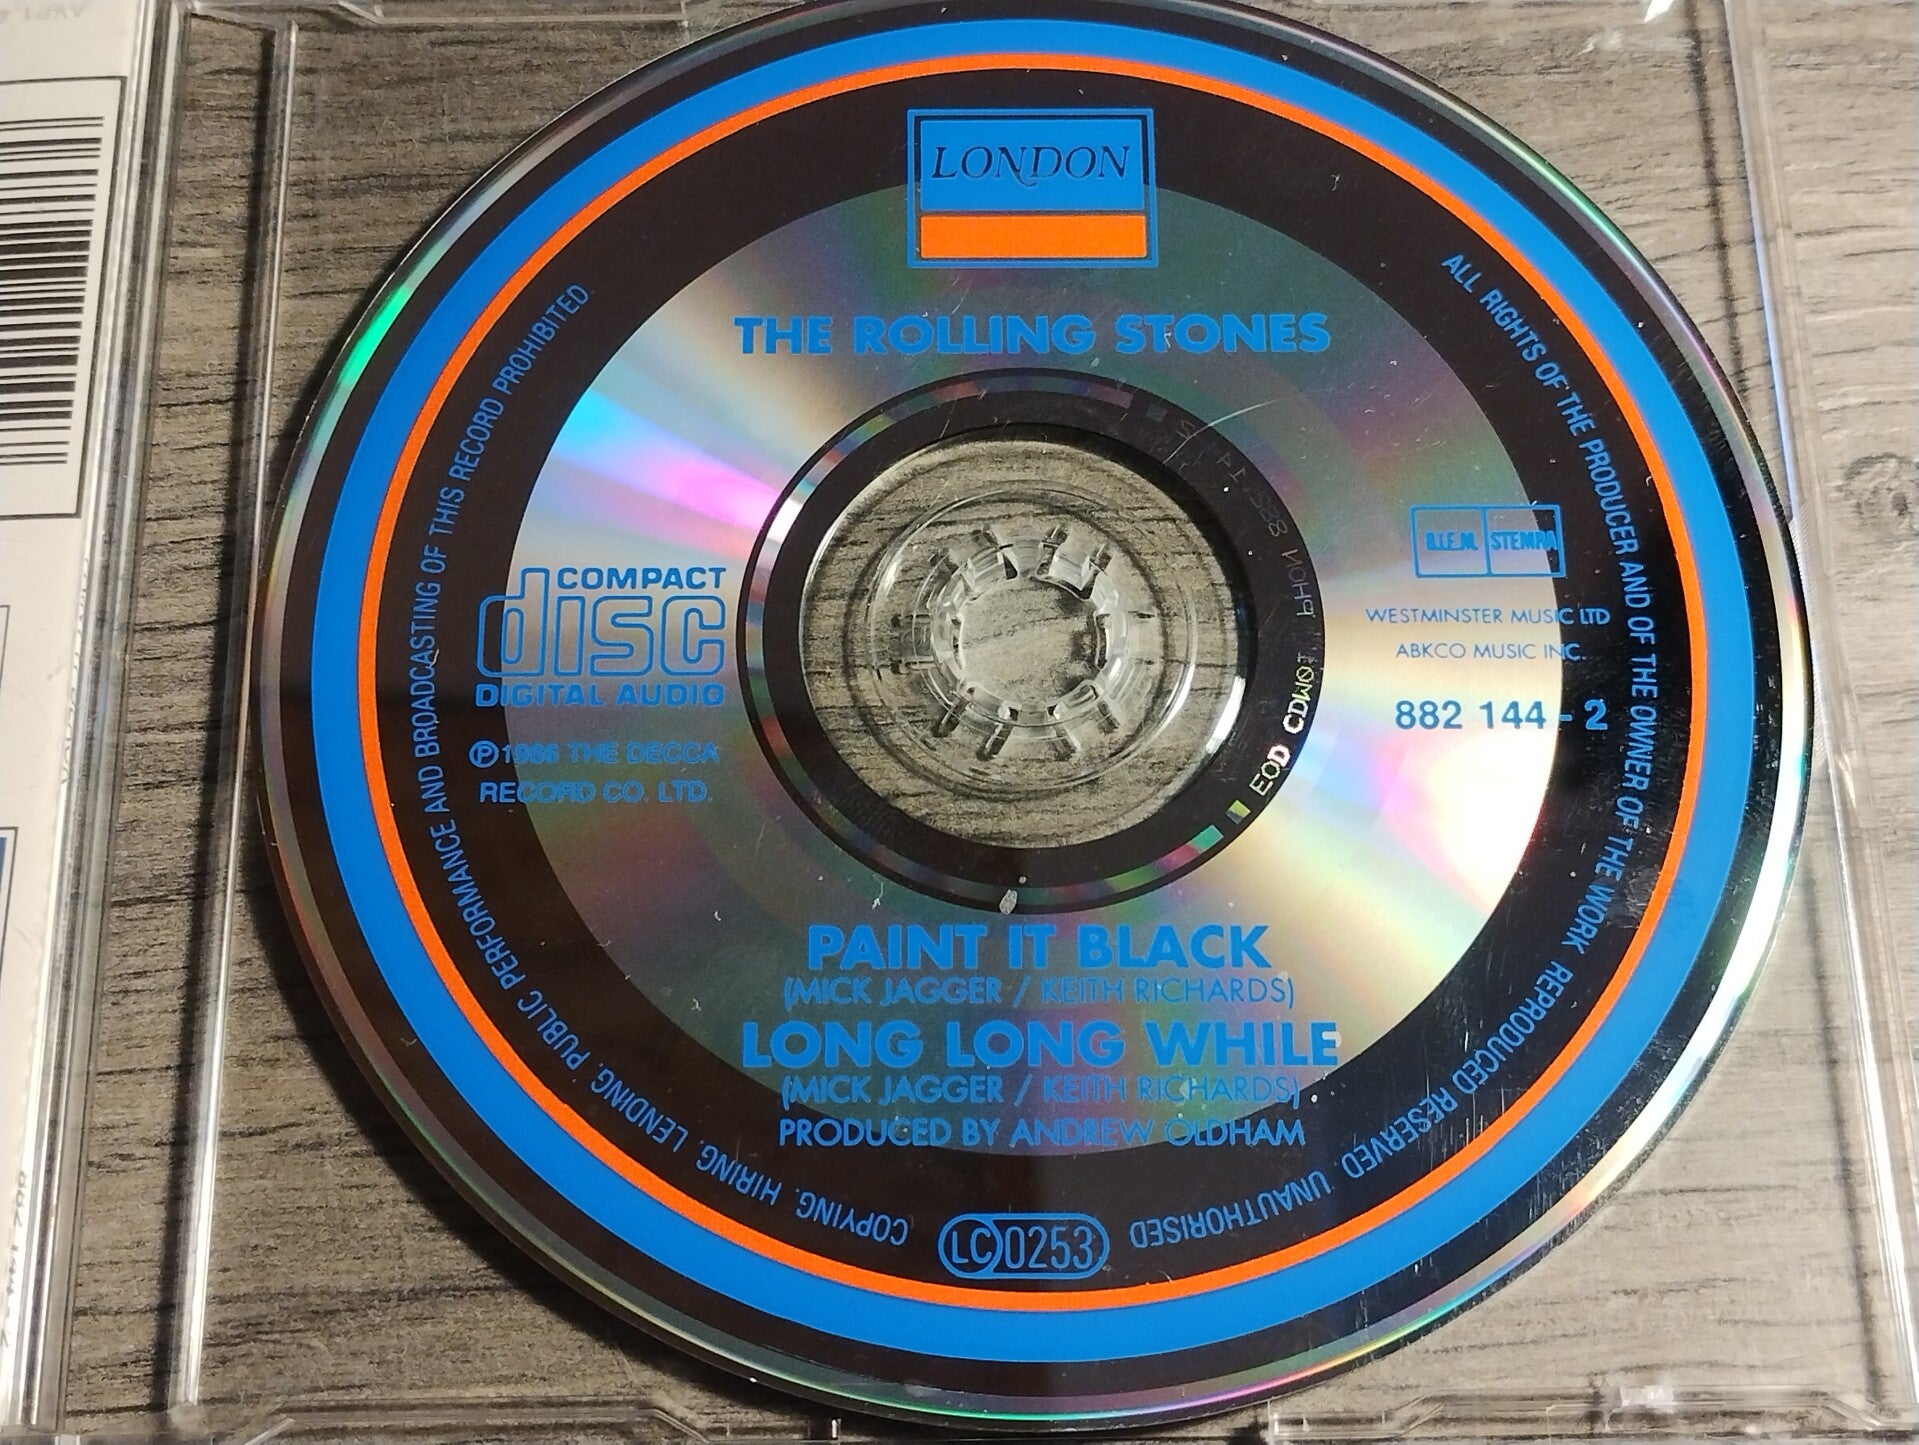 LONDON
THE ROLLING STONES
COMPACT
disc
DIGITAL AUDIO
Ⓟ1966 THE DECCA
RECORD CO. LTD.
B.I.E.M. STEMRA
WESTMINSTER MUSIC LTD
ABKCO MUSIC INC.
882 144 - 2
PAINT IT BLACK
(MICK JAGGER / KEITH RICHARDS)
LONG LONG WHILE
(MICK JAGGER / KEITH RICHARDS)
PRODUCED BY ANDREW OLDHAM
LC 0253
ALL RIGHTS OF THE PRODUCER AND OF THE OWNER OF THE WORK REPRODUCED RESERVED. UNAUTHORISED COPYING, HIRING, LENDING, PUBLIC PERFORMANCE AND BROADCASTING OF THIS RECORD PROHIBITED
EOD CDWOT